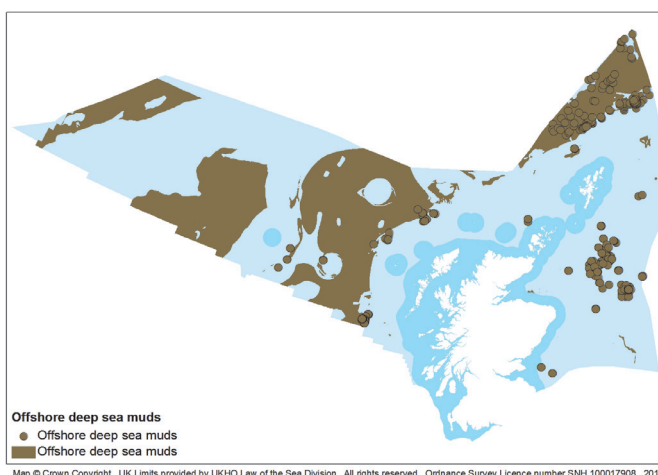 Offshore deep sea muds
Offshore deep sea muds
Offshore deep sea muds
Map © Crown Copyright. UK Limits provided by UKHO Law of the Sea Division. All rights reserved. Ordnance Survey Licence number SNH 100017908